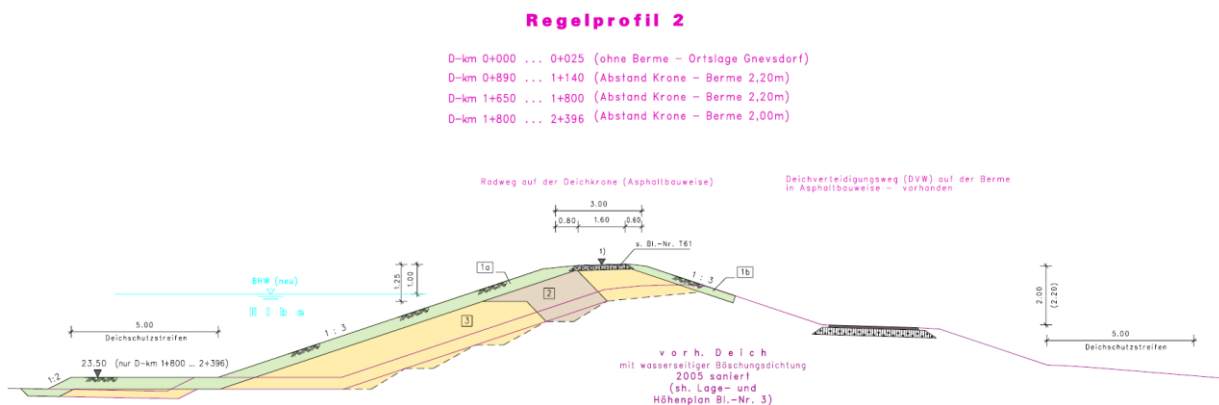 Regelprofil 2
D-km 0+000 ... 0+025 (ohne Berme - Ortslage Gnevsdorf)
D-km 0+890 ... 1+140 (Abstand Krone - Berme 2,20m)
D-km 1+650 ... 1+800 (Abstand Krone - Berme 2,20m)
D-km 1+800 ... 2+396 (Abstand Krone - Berme 2,00m)
Radweg auf der Deichkrone (Asphaltbauweise)
Deichverteidigungsweg (DVW) auf der Berme
in Asphaltbauweise - vorhanden
3.00
0.80 1.60 0.60
s. Bl.-Nr. T61
1)
1a
1b
1 : 3
1.25
1.00
BHW (neu)
Elbe
2
3
2.00
(2.20)
5.00
Deichschutzstreifen
1 : 3
5.00
Deichschutzstreifen
23.50 (nur D-km 1+800 ... 2+396)
1:2
vorh. Deich
mit wasserseitiger Böschungsdichtung
2005 saniert
(sh. Lage- und
Höhenplan Bl.-Nr. 3)